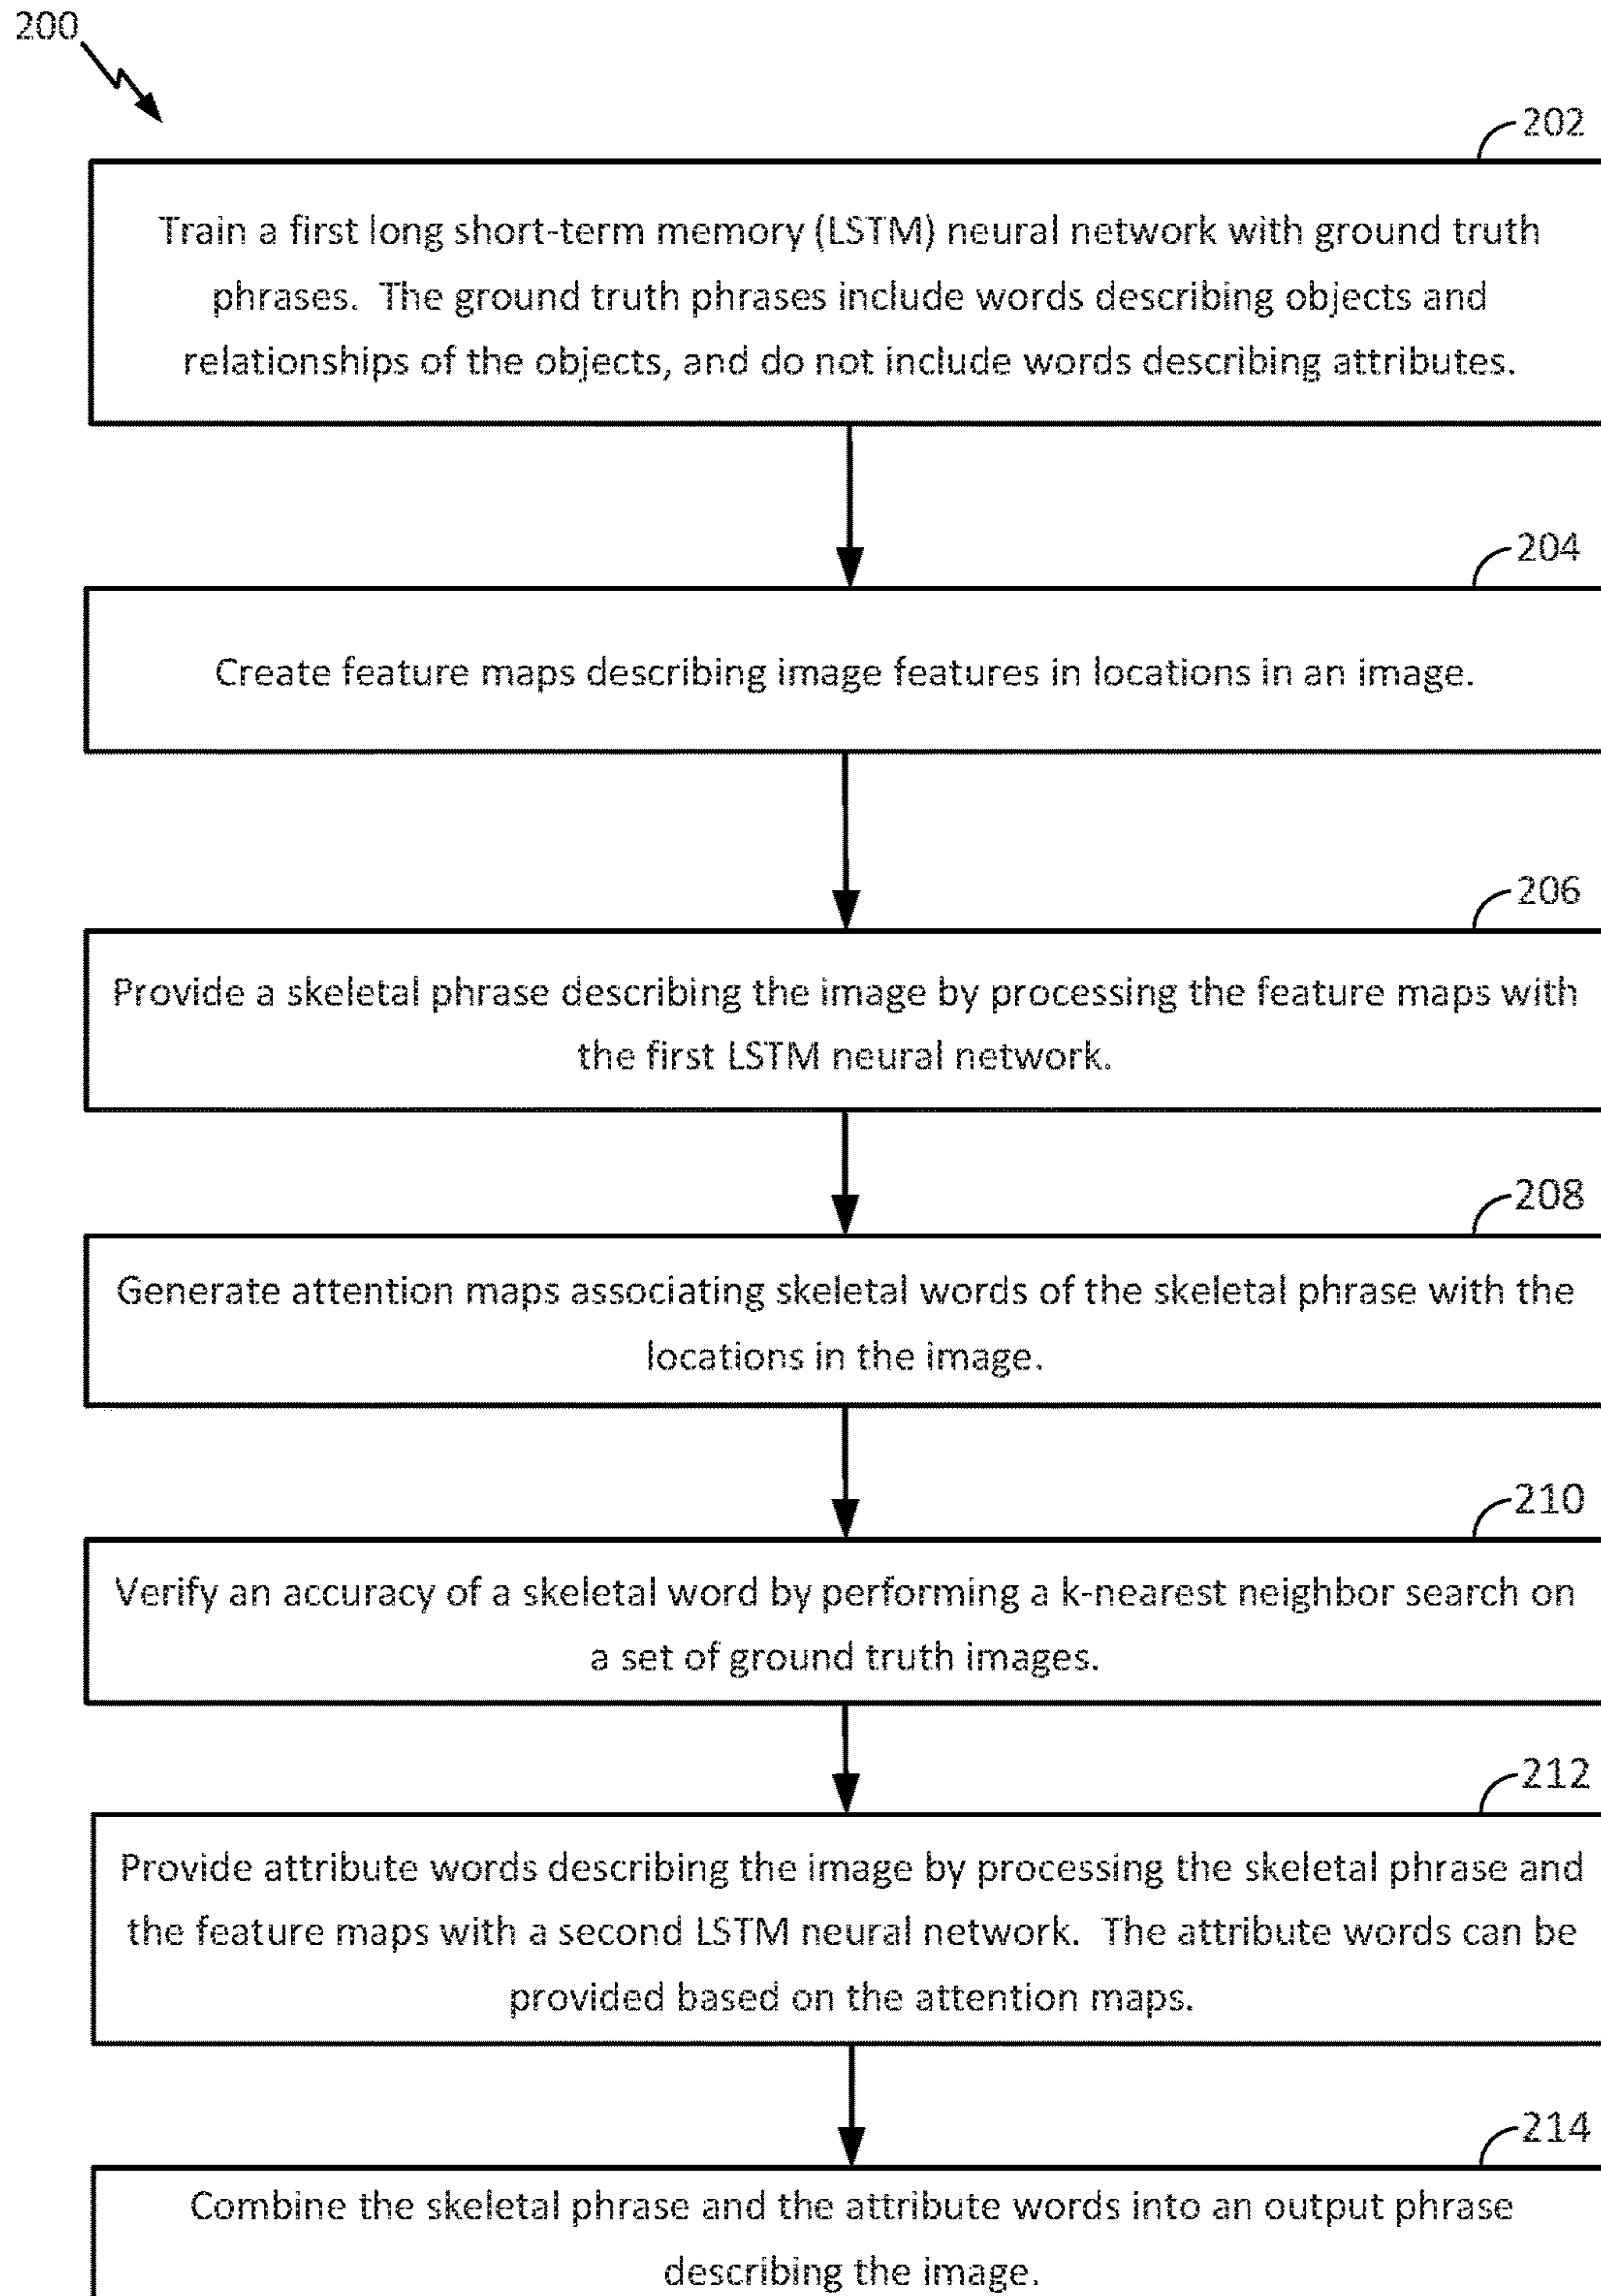 200
202
Train a first long short-term memory (LSTM) neural network with ground truth
phrases. The ground truth phrases include words describing objects and
relationships of the objects, and do not include words describing attributes.
204
Create feature maps describing image features in locations in an image.
206
Provide a skeletal phrase describing the image by processing the feature maps with
the first LSTM neural network.
208
Generate attention maps associating skeletal words of the skeletal phrase with the
locations in the image.
210
Verify an accuracy of a skeletal word by performing a k-nearest neighbor search on
a set of ground truth images.
212
Provide attribute words describing the image by processing the skeletal phrase and
the feature maps with a second LSTM neural network. The attribute words can be
provided based on the attention maps.
214
Combine the skeletal phrase and the attribute words into an output phrase
describing the image.